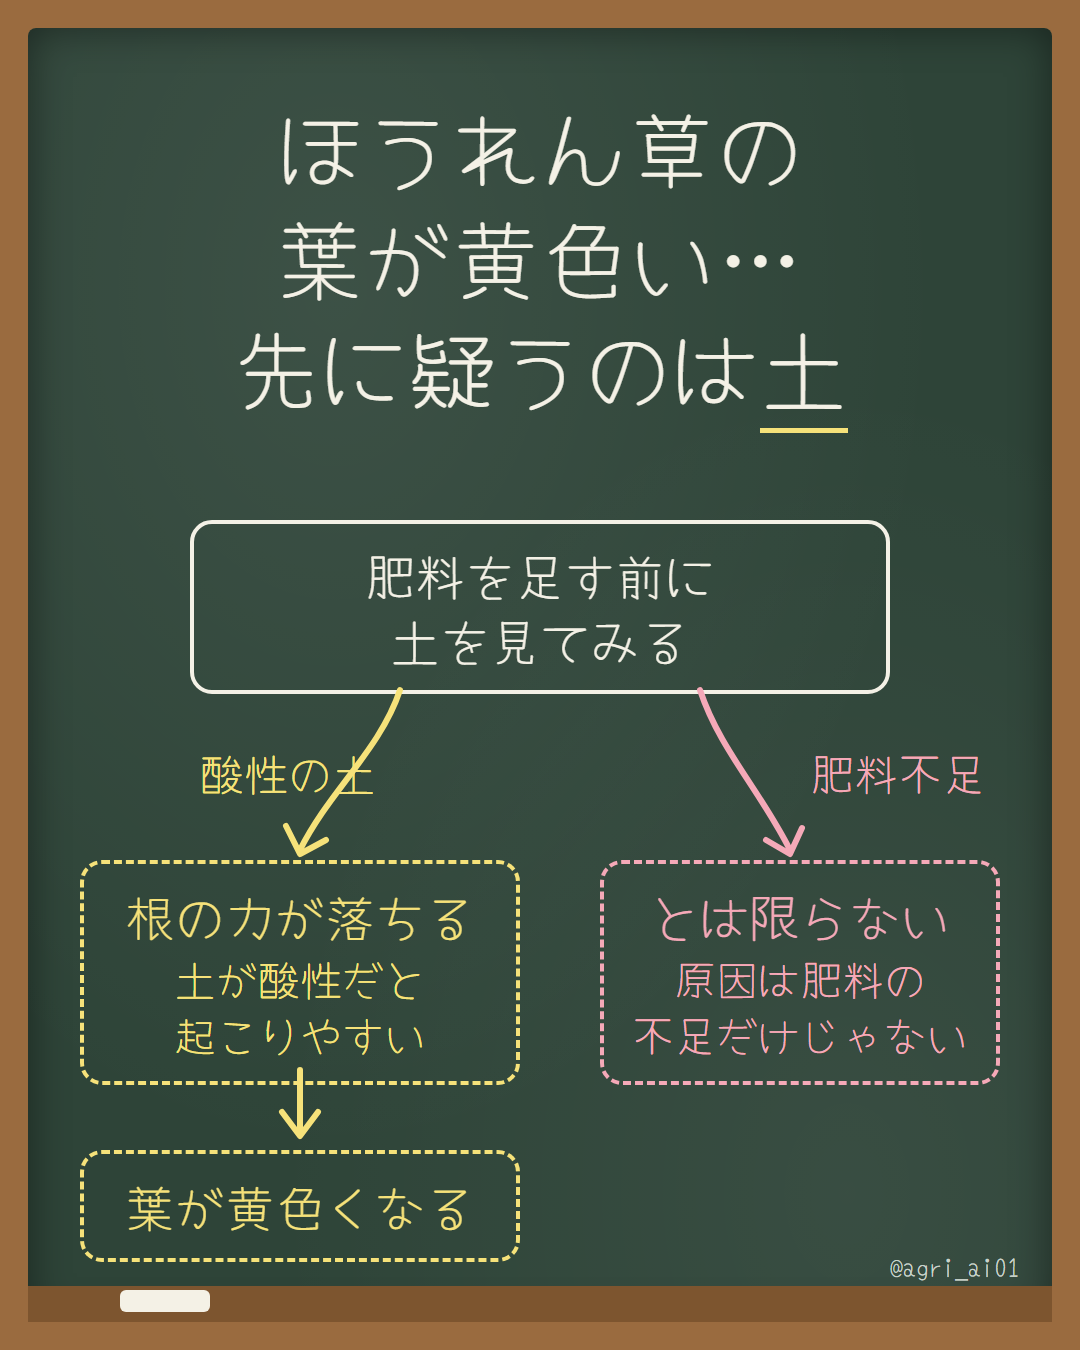 ほうれん草の
葉が黄色い…
先に疑うのは土
肥料を足す前に
土を見てみる
酸性の土
肥料不足
根の力が落ちる
土が酸性だと
起こりやすい
とは限らない
原因は肥料の
不足だけじゃない
葉が黄色くなる
@agri_ai01